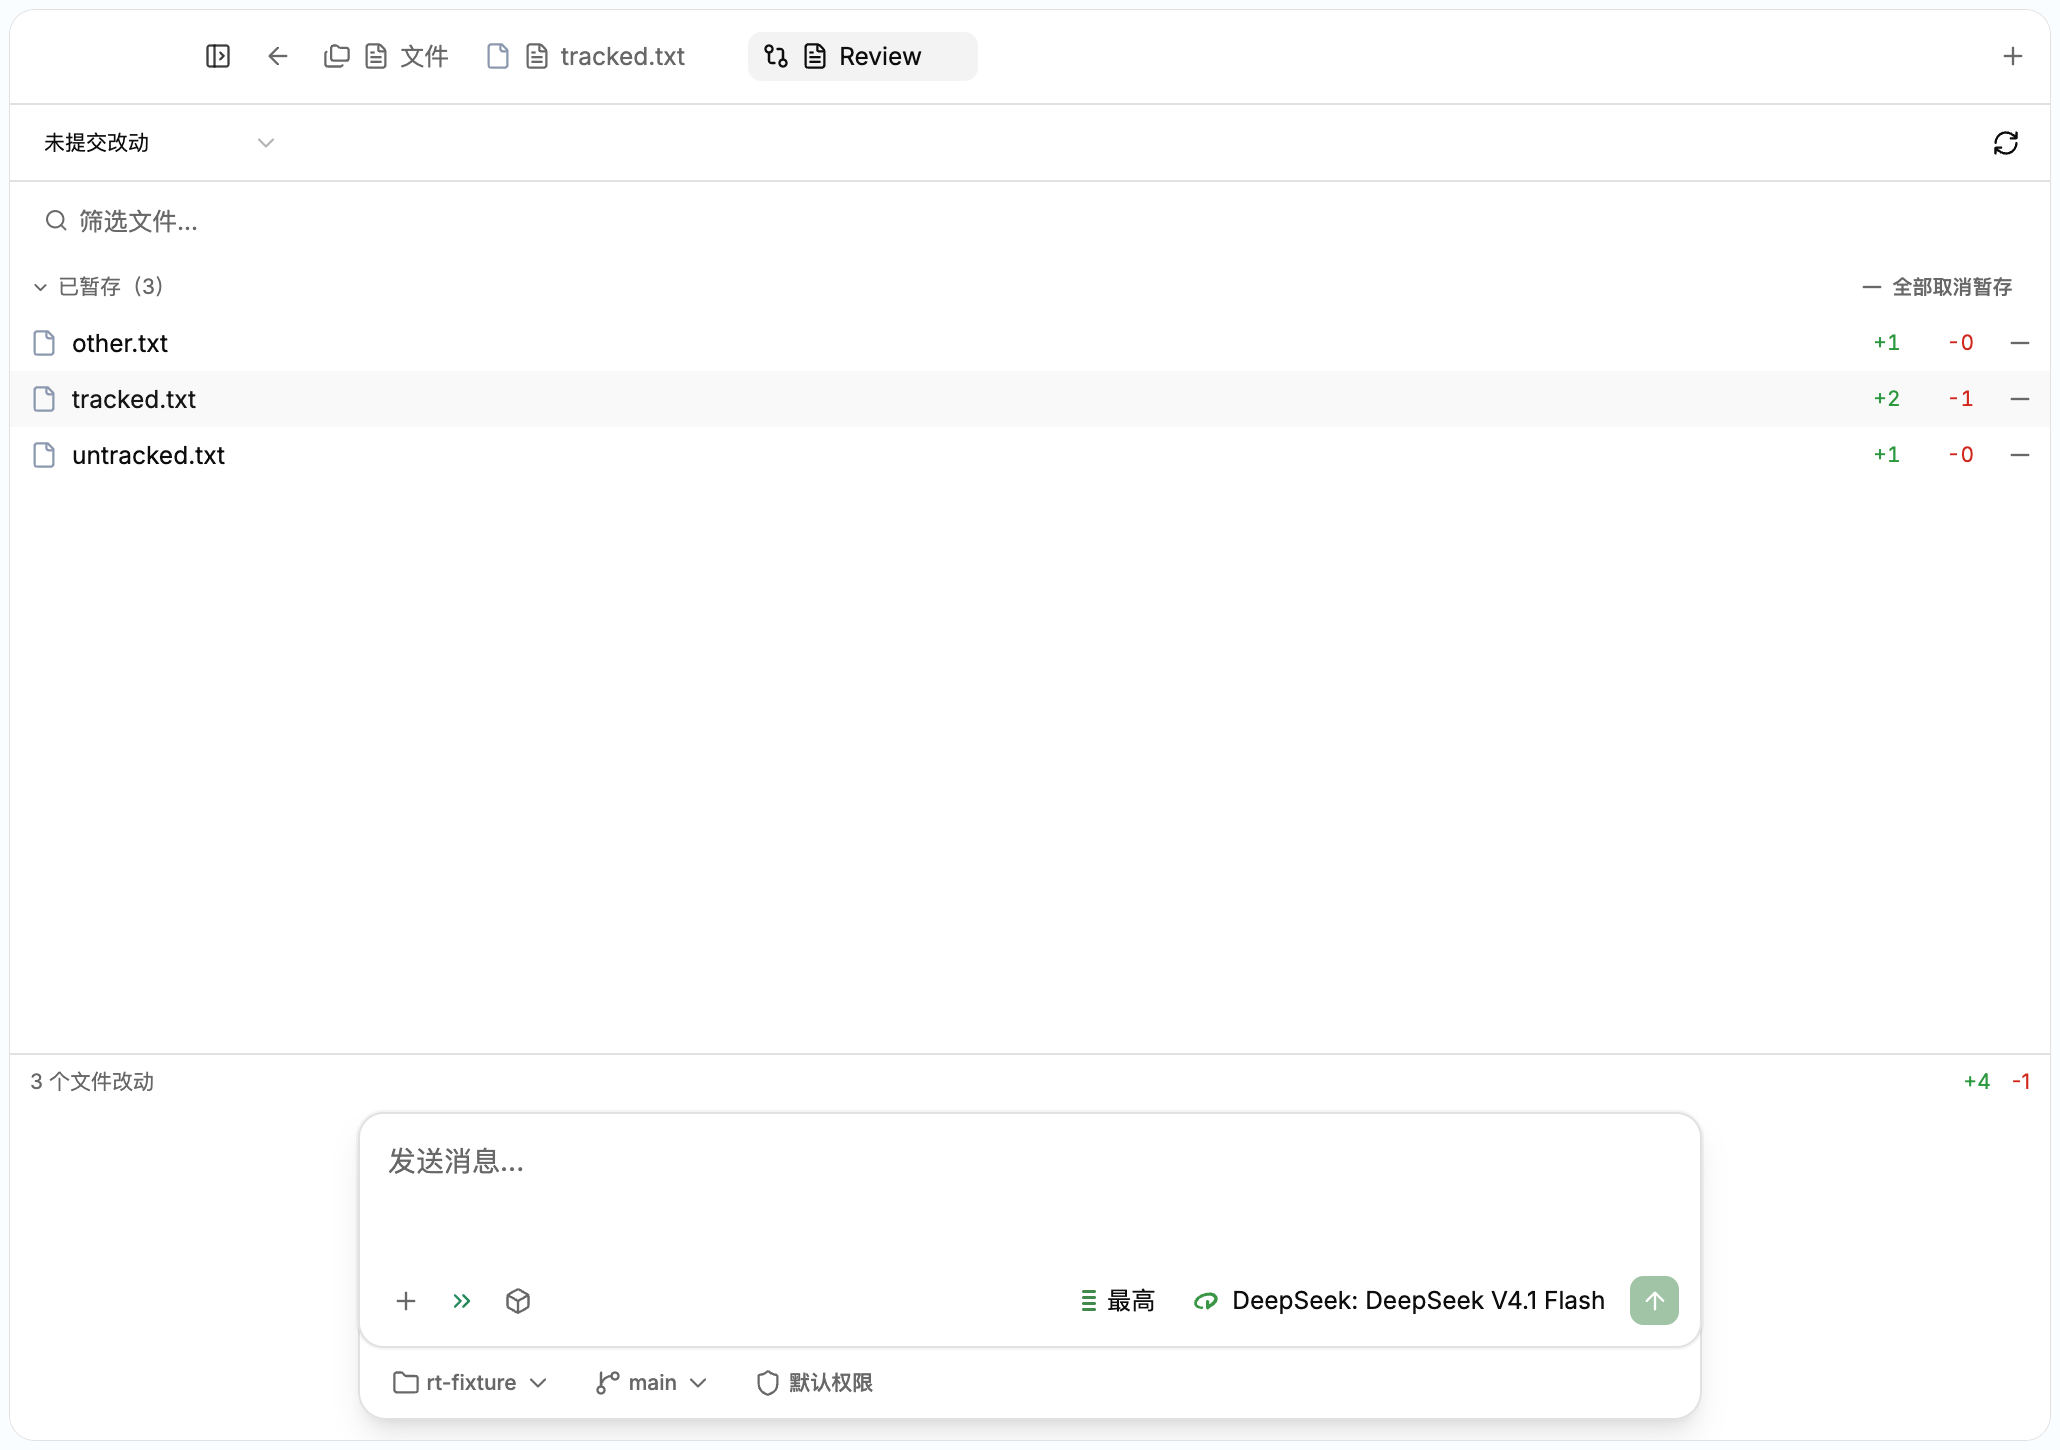 文件 tracked.txt Review
未提交改动
筛选文件...
已暂存（3） 全部取消暂存
other.txt +1 -0
tracked.txt +2 -1
untracked.txt +1 -0
3 个文件改动 +4 -1
发送消息...
最高 DeepSeek: DeepSeek V4.1 Flash
rt-fixture main 默认权限